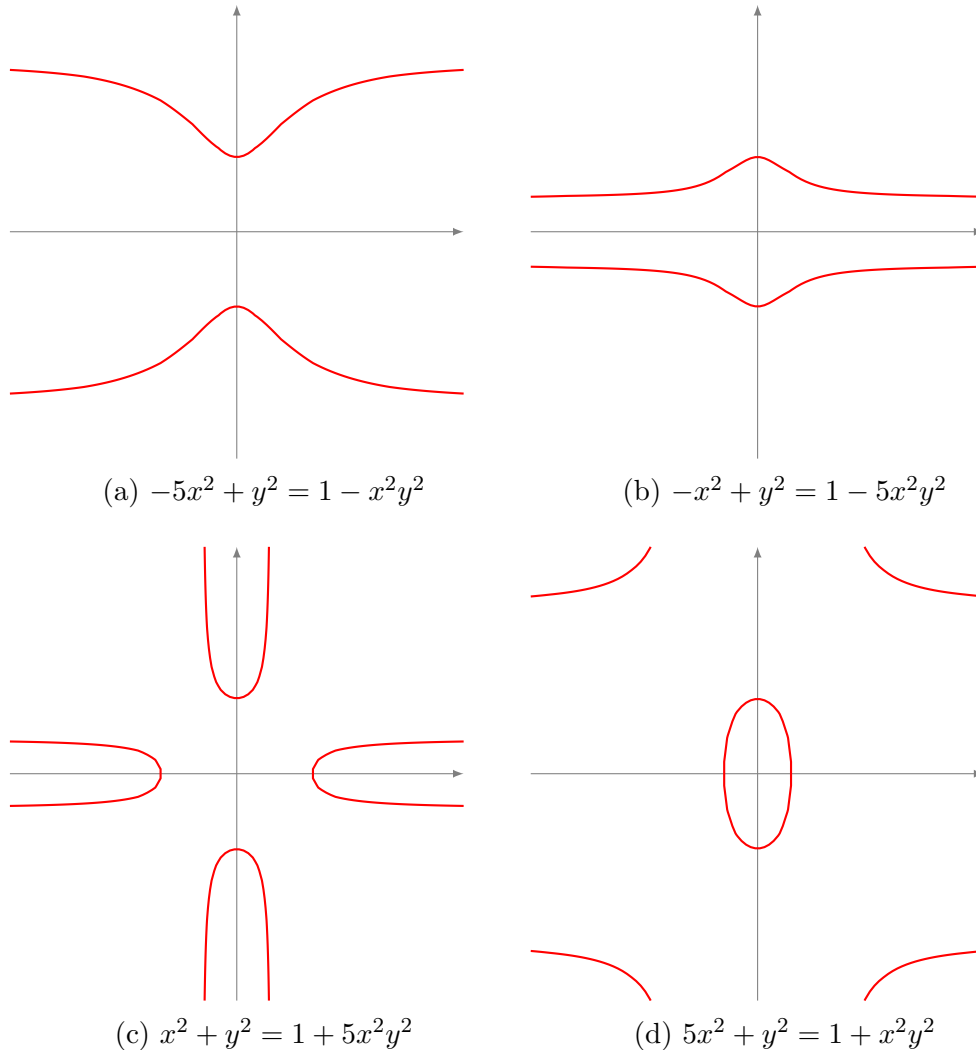 (a) −5x² + y² = 1 − x²y²
(b) −x² + y² = 1 − 5x²y²
(c) x² + y² = 1 + 5x²y²
(d) 5x² + y² = 1 + x²y²